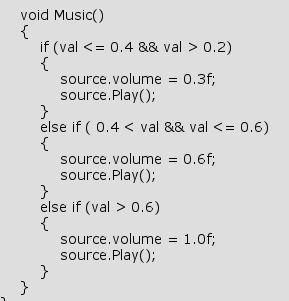 void Music()
{
if (val <= 0.4 && val > 0.2)
{
source.volume = 0.3f;
source.Play();
}
else if ( 0.4 < val && val <= 0.6)
{
source.volume = 0.6f;
source.Play();
}
else if (val > 0.6)
{
source.volume = 1.0f;
source.Play();
}
}
}